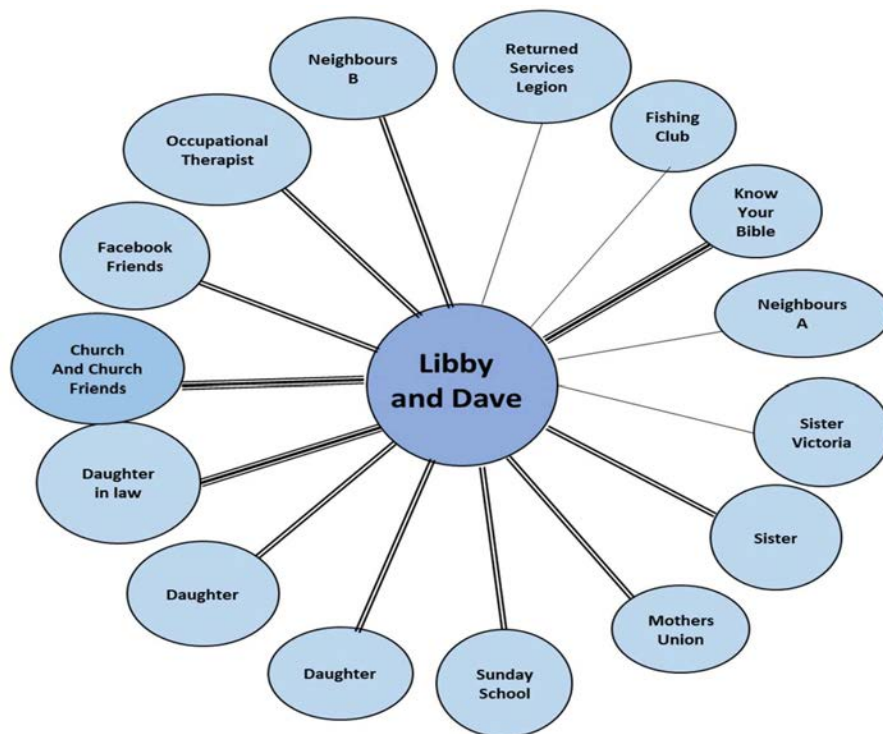 Neighbours
B
Returned
Services
Legion
Fishing
Club
Know
Your
Bible
Neighbours
A
Sister
Victoria
Sister
Mothers
Union
Sunday
School
Daughter
Daughter
Daughter
in law
Church
And Church
Friends
Facebook
Friends
Occupational
Therapist
Libby
and Dave